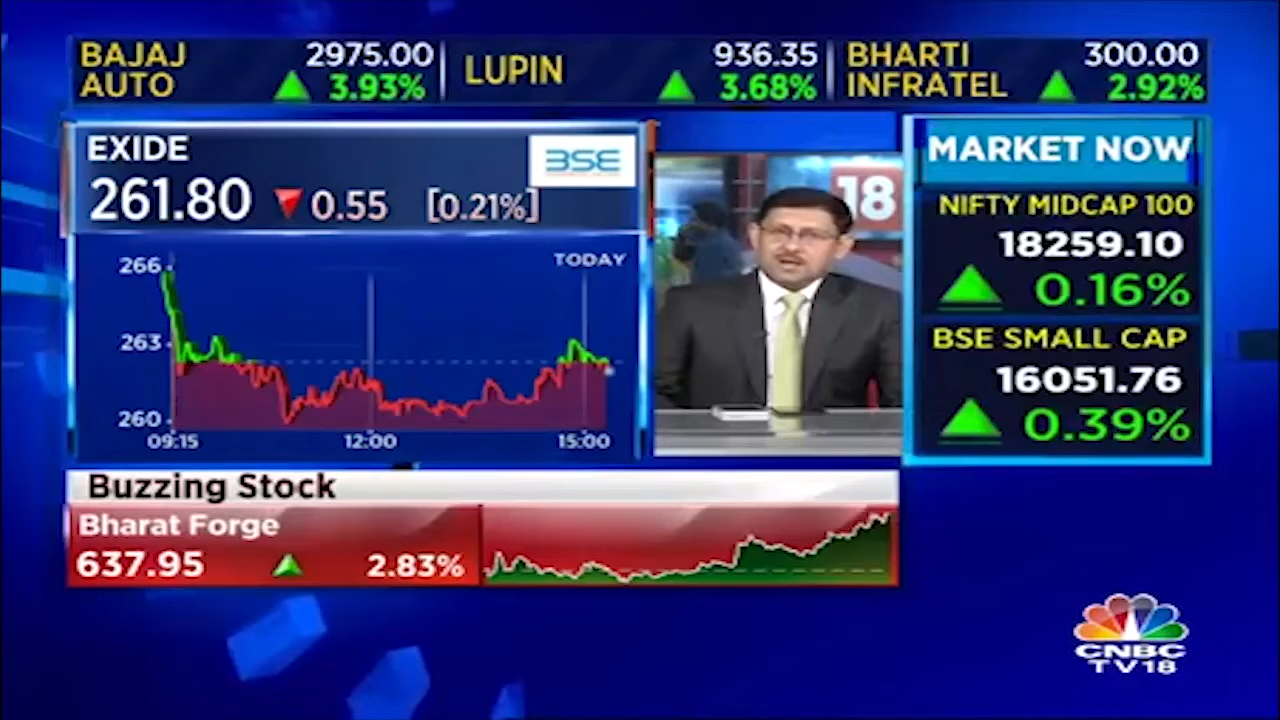 BAJAJ AUTO 2975.00 3.93%
LUPIN 936.35 3.68%
BHARTI INFRATEL 300.00 2.92%
EXIDE
BSE
261.80 0.55 [0.21%]
TODAY
266
263
260
09:15 12:00 15:00
18
MARKET NOW
NIFTY MIDCAP 100
18259.10
0.16%
BSE SMALL CAP
16051.76
0.39%
Buzzing Stock
Bharat Forge
637.95 2.83%
CNBC
TV18